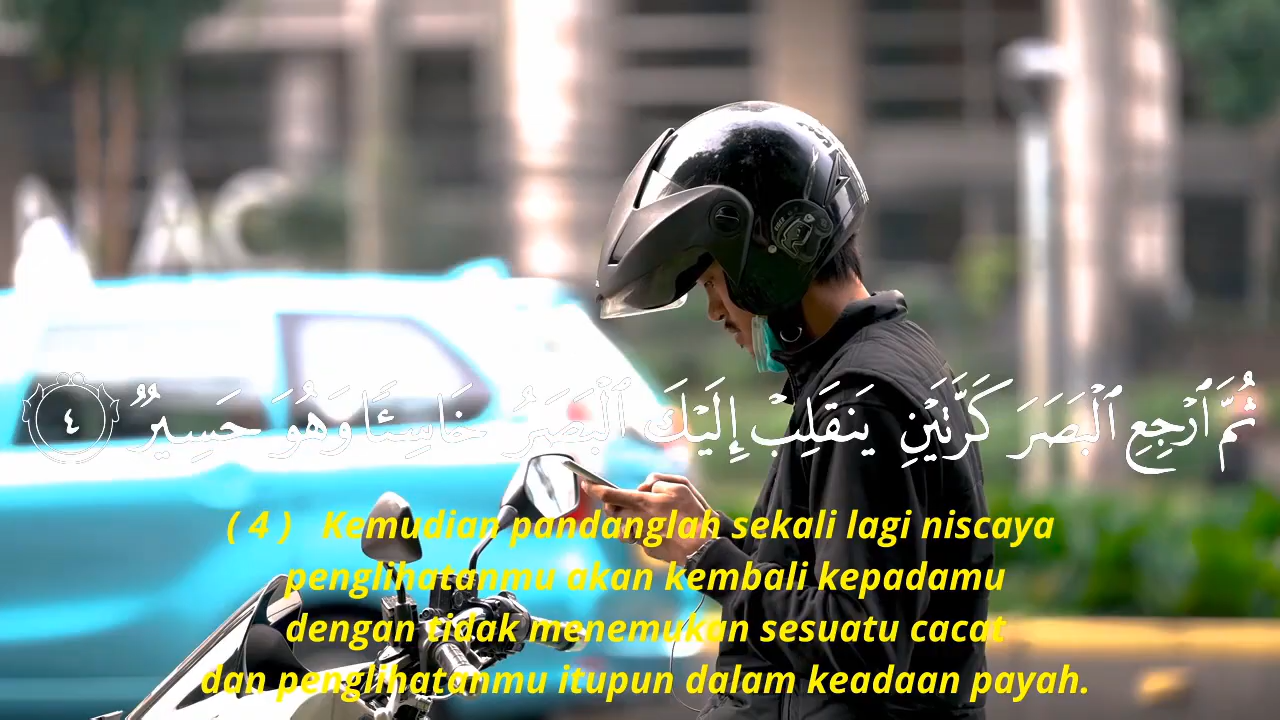 ثُمَّ ٱرْجِعِ ٱلْبَصَرَ كَرَّتَيْنِ يَنقَلِبْ إِلَيْكَ ٱلْبَصَرُ خَاسِئًا وَهُوَ حَسِيرٌ ٤
( 4 ) Kemudian pandanglah sekali lagi niscaya
penglihatanmu akan kembali kepadamu
dengan tidak menemukan sesuatu cacat
dan penglihatanmu itupun dalam keadaan payah.